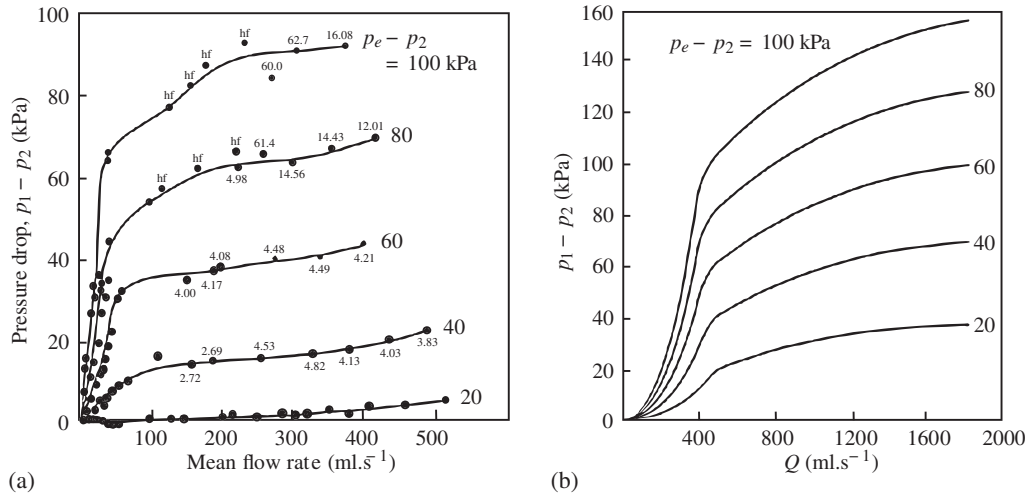 100
80
60
40
20
0
Pressure drop, p₁ − p₂ (kPa)
hf
hf
hf
hf
62.7
60.0
16.08
pₑ − p₂
= 100 kPa
hf
hf
hf
61.4
4.98
14.56
14.43
12.01
80
4.00
4.17
4.08
4.48
4.49
4.21
60
2.72
2.69
4.53
4.82
4.13
4.03
3.83
40
20
100 200 300 400 500
Mean flow rate (ml.s⁻¹)
(a)
160
140
120
100
80
60
40
20
0
p₁ − p₂ (kPa)
pₑ − p₂ = 100 kPa
80
60
40
20
400 800 1200 1600 2000
Q (ml.s⁻¹)
(b)